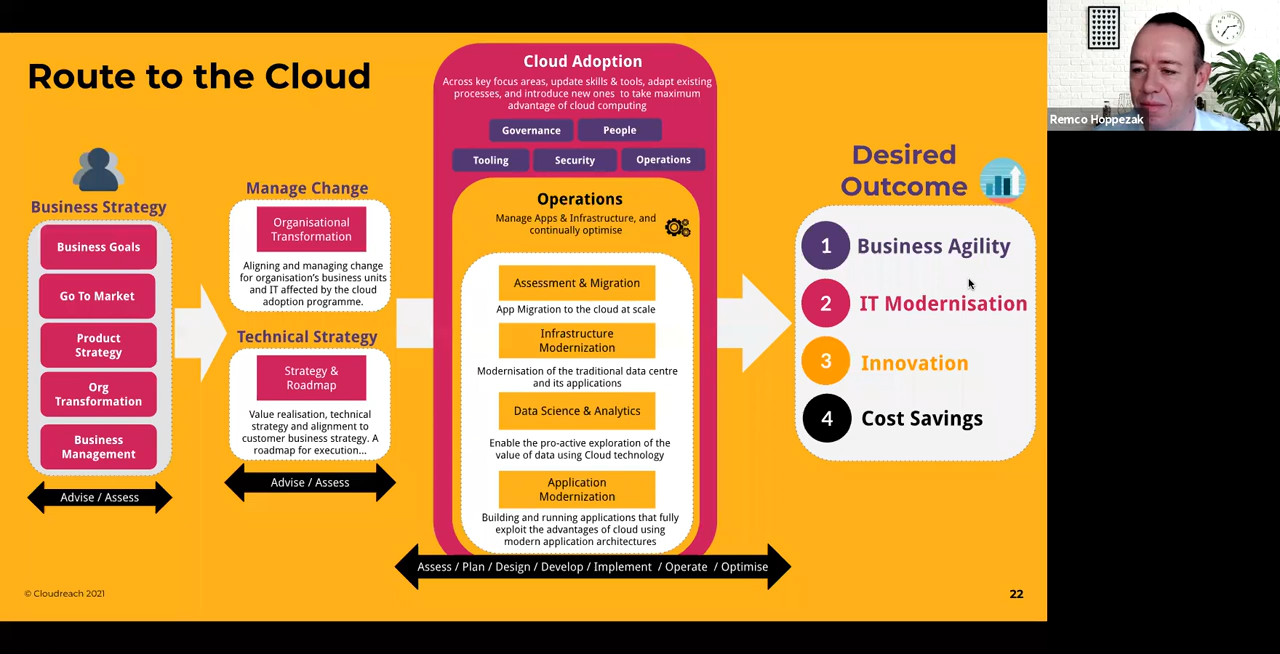 Route to the Cloud
Business Strategy
Business Goals
Go To Market
Product
Strategy
Org
Transformation
Business
Management
Advise / Assess
Manage Change
Organisational
Transformation
Aligning and managing change
for organisation's business units
and IT affected by the cloud
adoption programme.
Technical Strategy
Strategy &
Roadmap
Value realisation, technical
strategy and alignment to
customer business strategy. A
roadmap for execution...
Advise / Assess
Cloud Adoption
Across key focus areas, update skills & tools, adapt existing
processes, and introduce new ones to take maximum
advantage of cloud computing
Governance
People
Tooling
Security
Operations
Operations
Manage Apps & Infrastructure, and
continually optimise
Assessment & Migration
App Migration to the cloud at scale
Infrastructure
Modernization
Modernisation of the traditional data centre
and its applications
Data Science & Analytics
Enable the pro-active exploration of the
value of data using Cloud technology
Application
Modernization
Building and running applications that fully
exploit the advantages of cloud using
modern application architectures
Assess / Plan / Design / Develop / Implement / Operate / Optimise
Desired
Outcome
1 Business Agility
2 IT Modernisation
3 Innovation
4 Cost Savings
© Cloudreach 2021
22
Remco Hoppezak